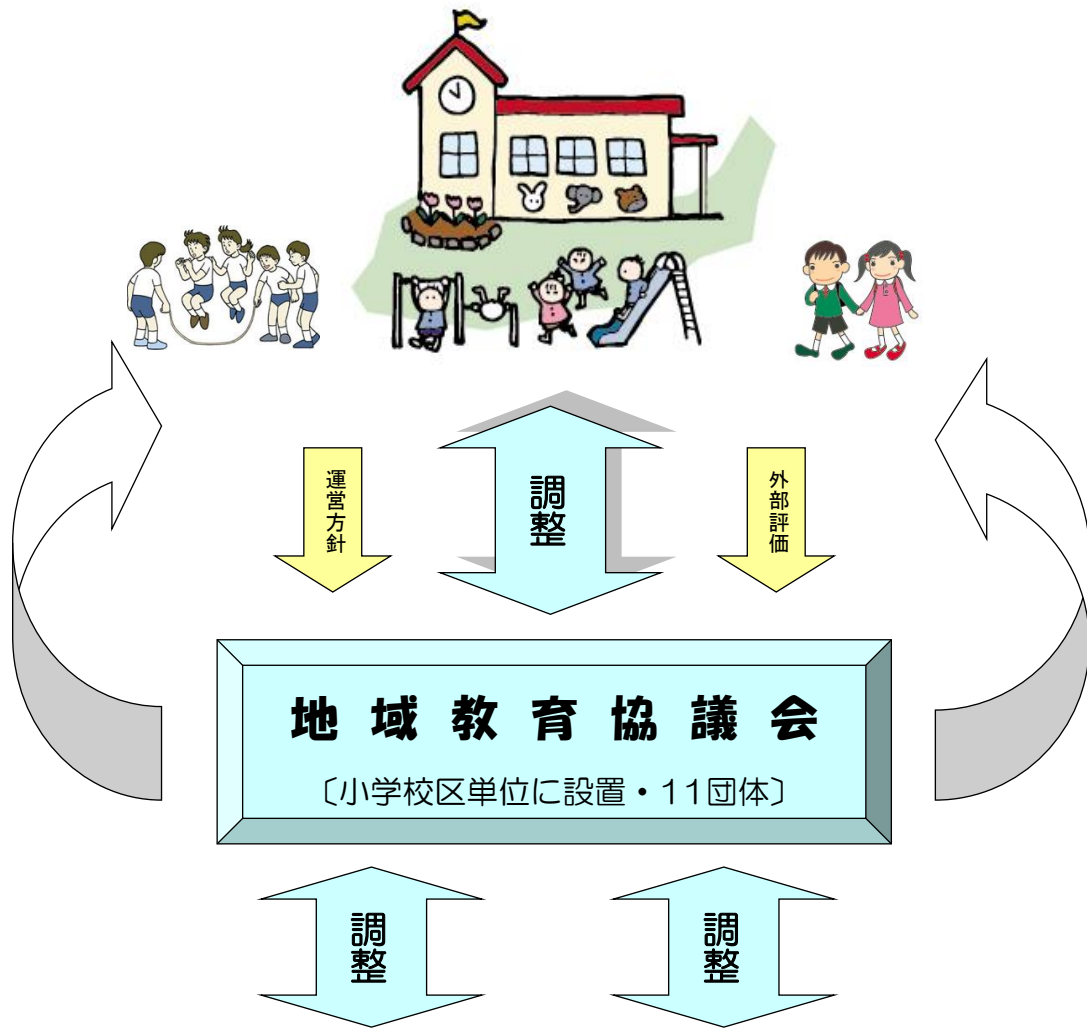 運営方針
調整
外部評価
地域教育協議会
〔小学校区単位に設置・11団体〕
調整
調整